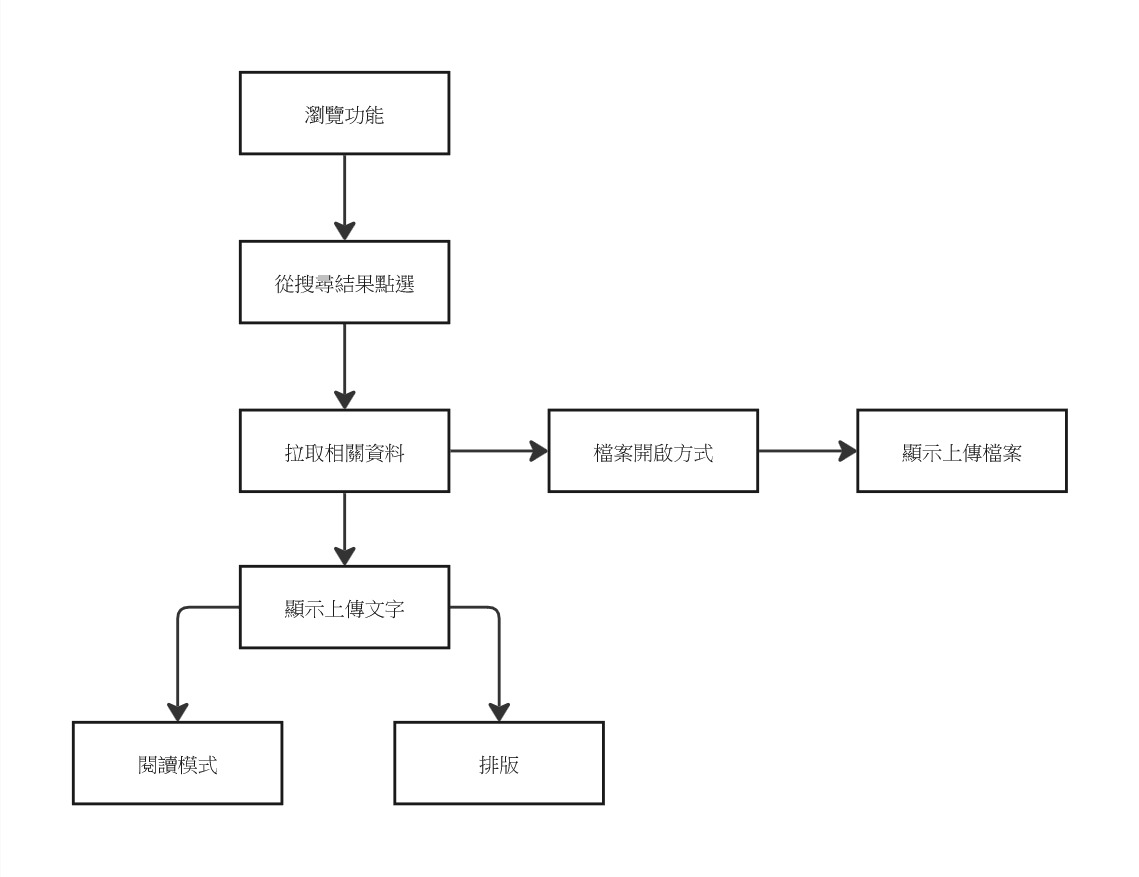 瀏覽功能
從搜尋結果點選
拉取相關資料
檔案開啟方式
顯示上傳檔案
顯示上傳文字
閱讀模式
排版